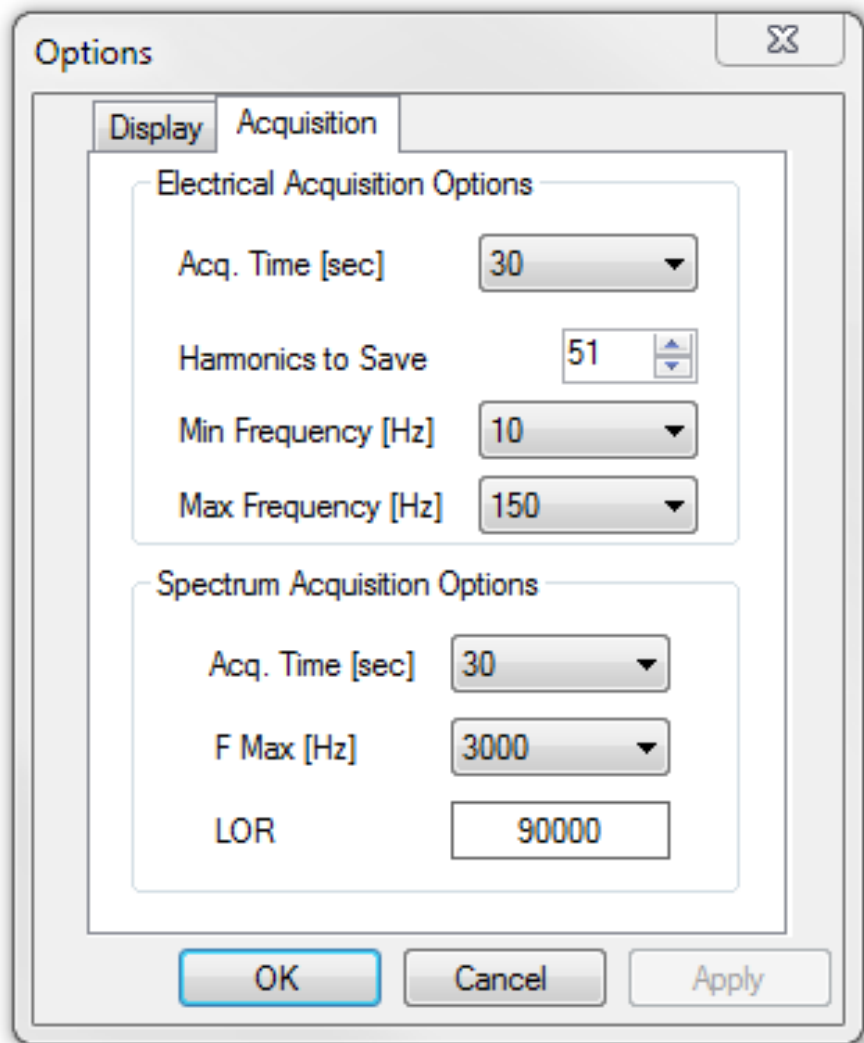 Options
Display Acquisition
Electrical Acquisition Options
Acq. Time [sec] 30
Harmonics to Save 51
Min Frequency [Hz] 10
Max Frequency [Hz] 150
Spectrum Acquisition Options
Acq. Time [sec] 30
F Max [Hz] 3000
LOR 90000
OK Cancel Apply